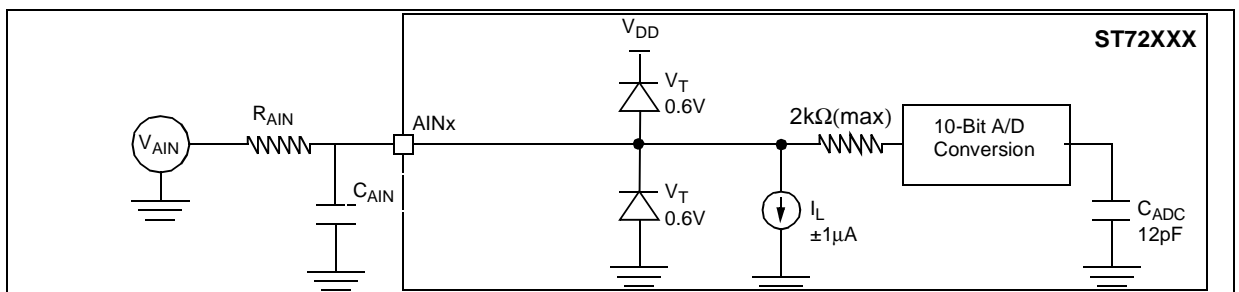 V_DD
ST72XXX
V_T
0.6V
R_AIN
AINx
2kΩ(max)
10-Bit A/D
Conversion
V_AIN
C_AIN
V_T
0.6V
I_L
±1μA
C_ADC
12pF